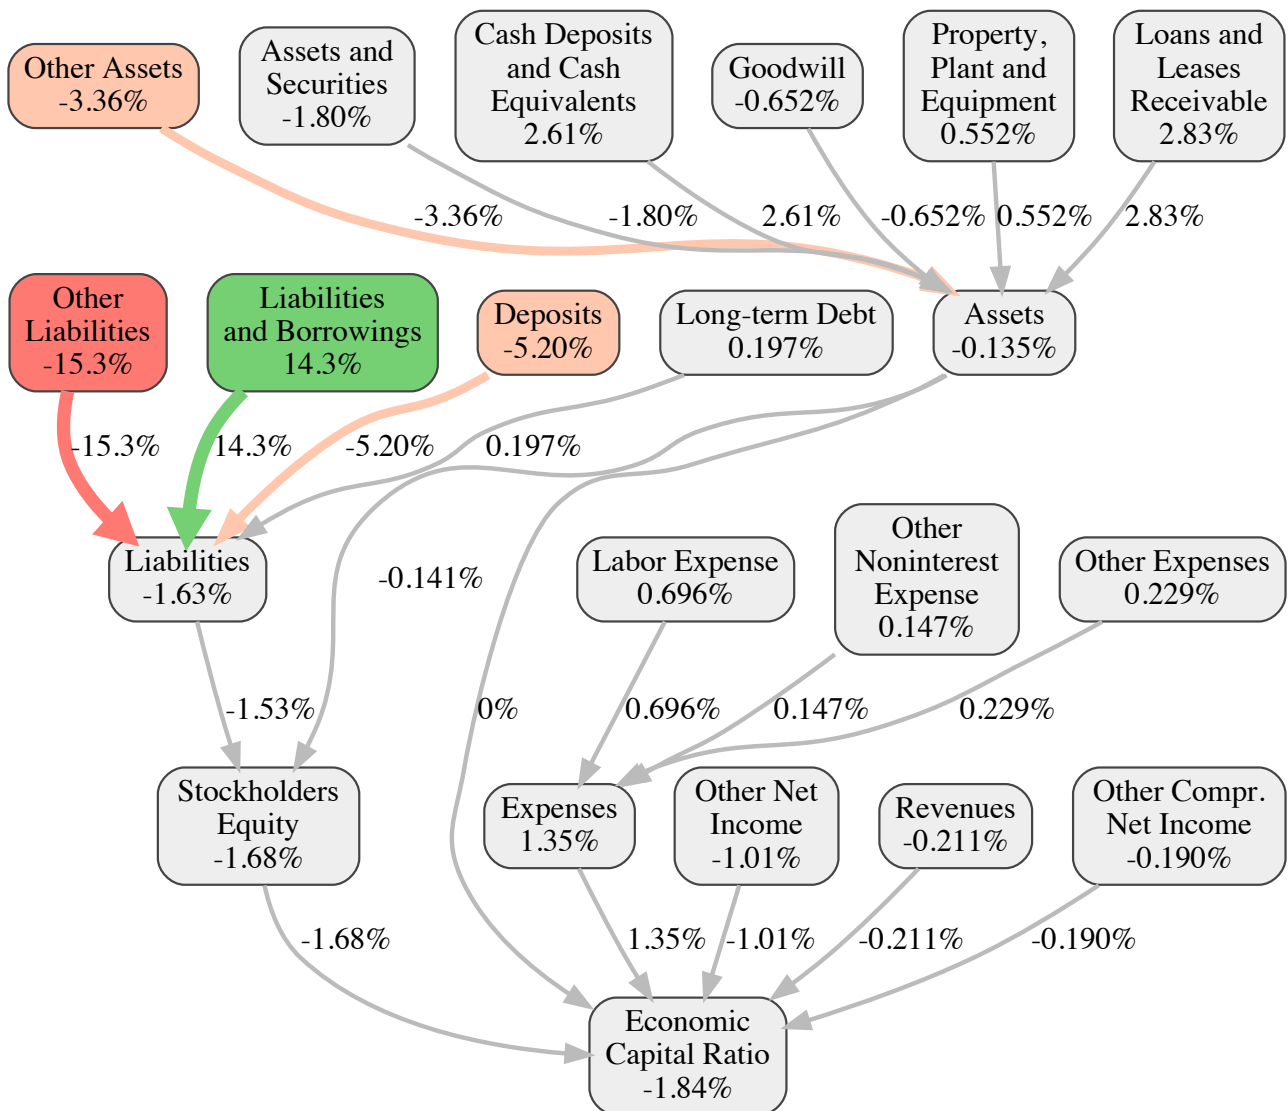 Other Assets
-3.36%
Assets and
Securities
-1.80%
Cash Deposits
and Cash
Equivalents
2.61%
Goodwill
-0.652%
Property,
Plant and
Equipment
0.552%
Loans and
Leases
Receivable
2.83%
-3.36%
-1.80%
2.61%
-0.652%
0.552%
2.83%
Other
Liabilities
-15.3%
Liabilities
and Borrowings
14.3%
Deposits
-5.20%
Long-term Debt
0.197%
Assets
-0.135%
-15.3%
14.3%
-5.20%
0.197%
Liabilities
-1.63%
-0.141%
Labor Expense
0.696%
Other
Noninterest
Expense
0.147%
Other Expenses
0.229%
-1.53%
0%
0.696%
0.147%
0.229%
Stockholders
Equity
-1.68%
Expenses
1.35%
Other Net
Income
-1.01%
Revenues
-0.211%
Other Compr.
Net Income
-0.190%
-1.68%
1.35%
-1.01%
-0.211%
-0.190%
Economic
Capital Ratio
-1.84%